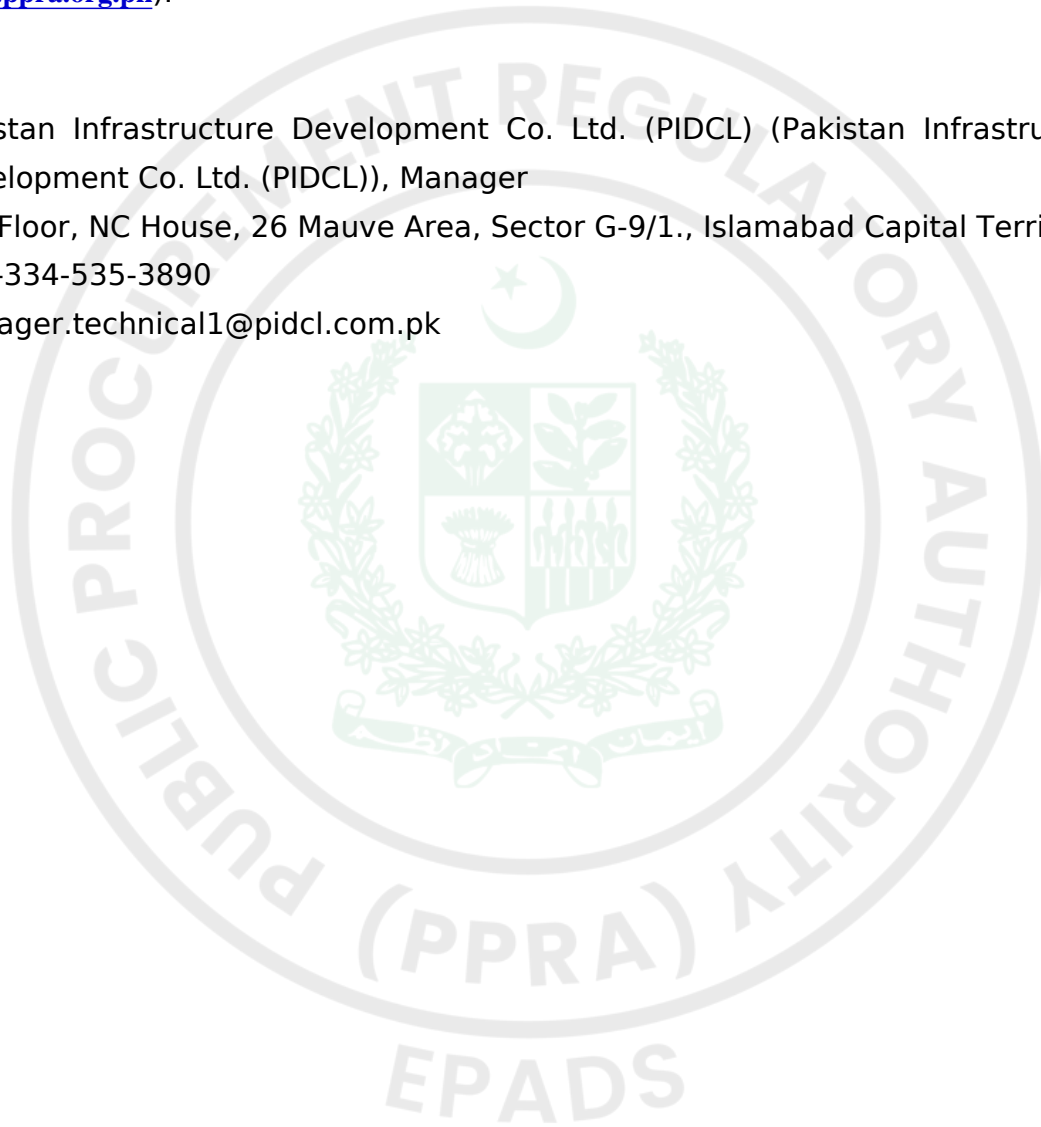 ppra.org.pk).
stan Infrastructure Development Co. Ltd. (PIDCL) (Pakistan Infrastru
elopment Co. Ltd. (PIDCL)), Manager
Floor, NC House, 26 Mauve Area, Sector G-9/1., Islamabad Capital Terri
-334-535-3890
ager.technical1@pidcl.com.pk
PUBLIC PROCUREMENT REGULATORY AUTHORITY
(PPRA)
EPADS